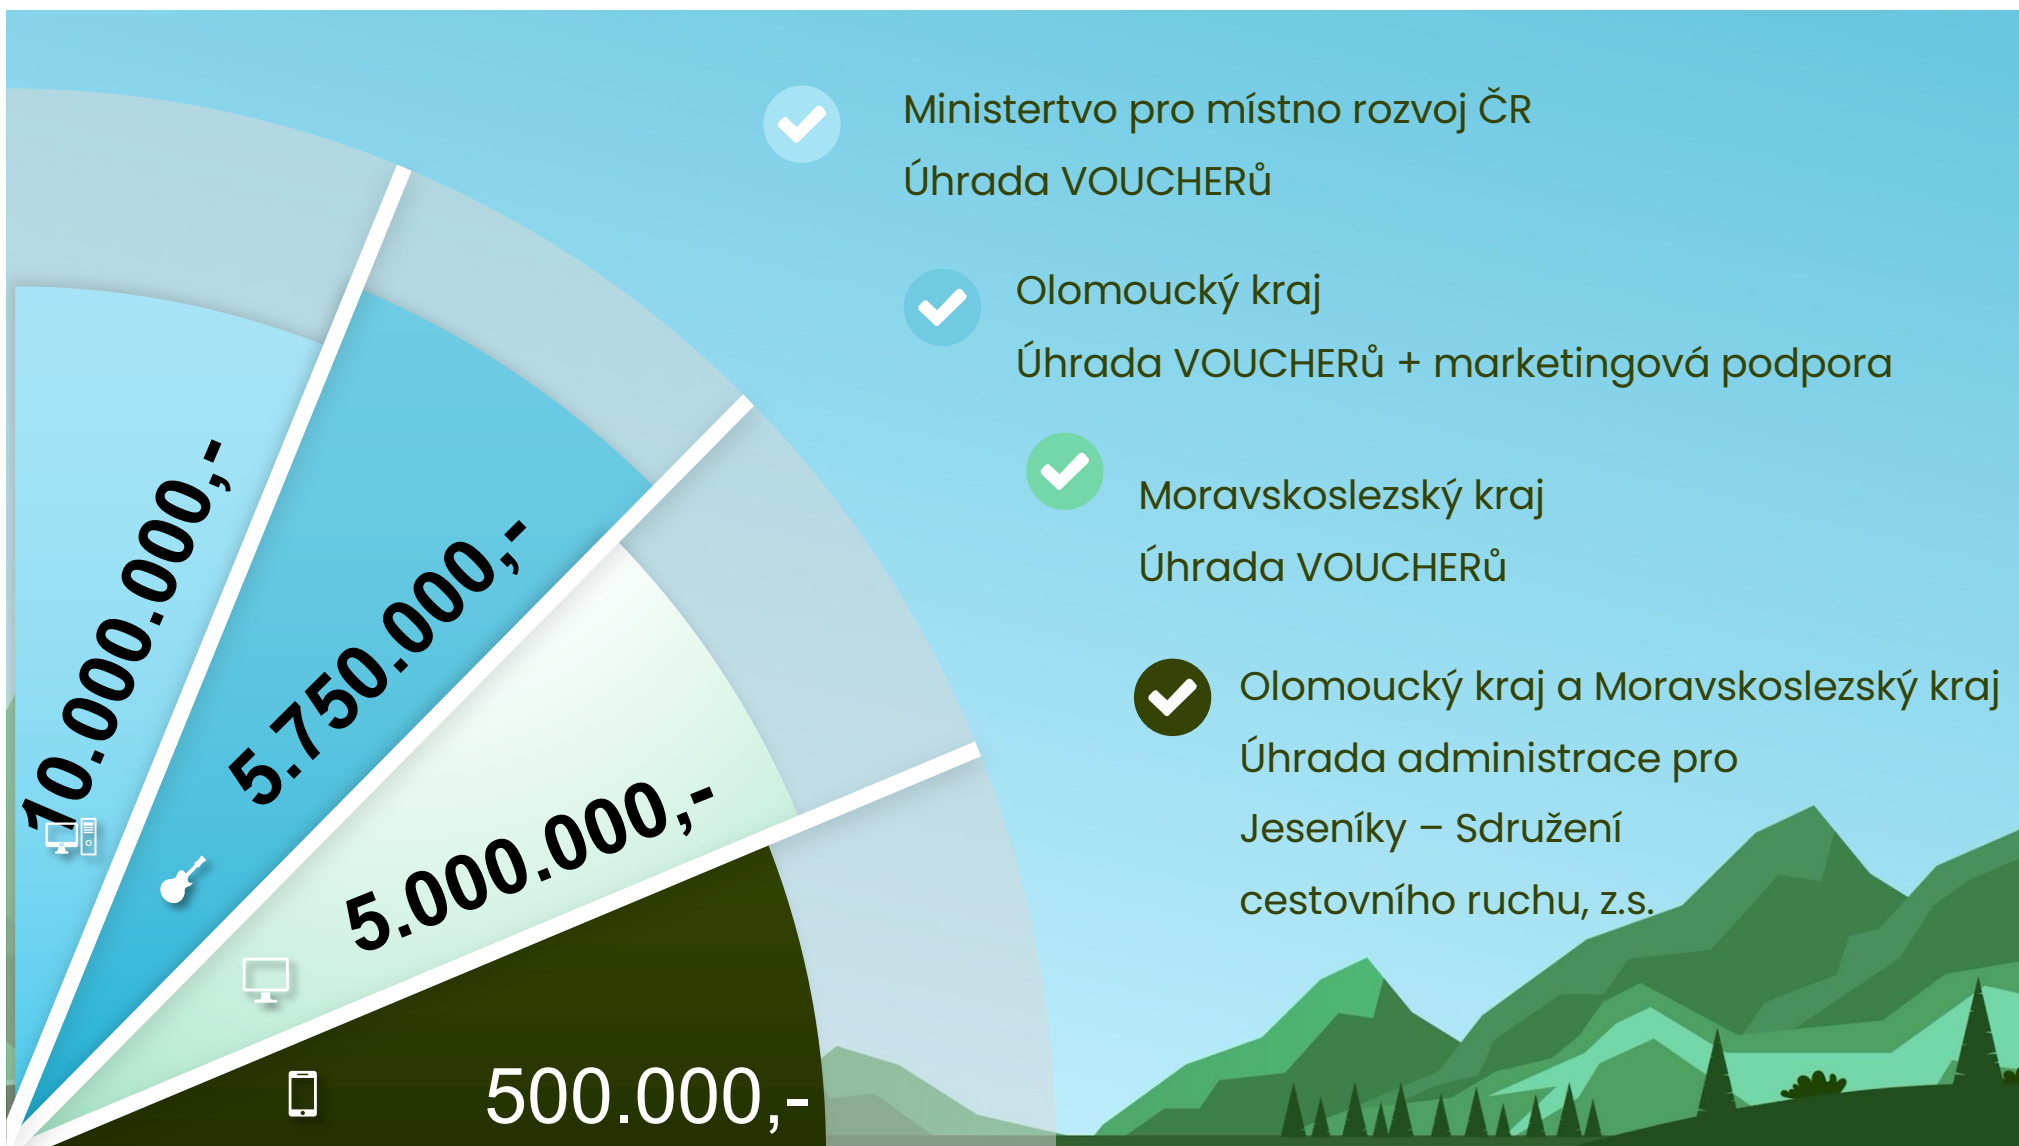 Ministertvo pro místno rozvoj ČR
Úhrada VOUCHERů
Olomoucký kraj
Úhrada VOUCHERů + marketingová podpora
Moravskoslezský kraj
Úhrada VOUCHERů
Olomoucký kraj a Moravskoslezský kraj
Úhrada administrace pro
Jeseníky – Sdružení
cestovního ruchu, z.s.
10.000.000,-
5.750.000,-
5.000.000,-
500.000,-